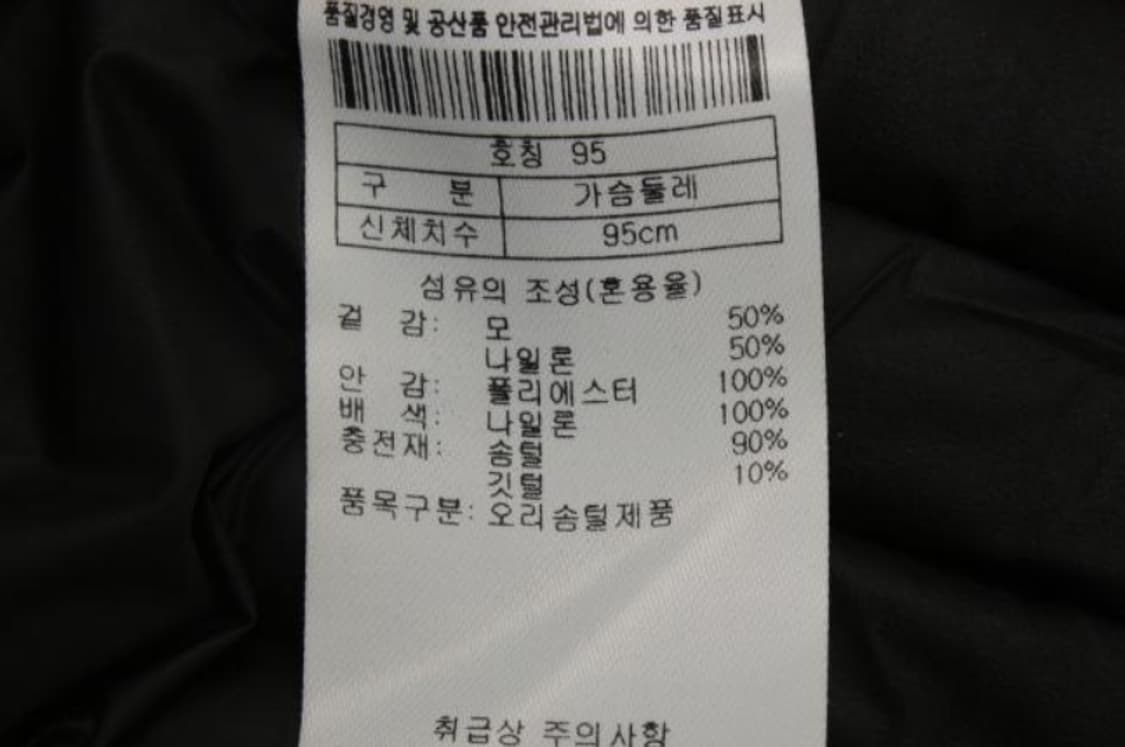 품질경영 및 공산품 안전관리법에 의한 품질표시
호칭 95
구 분 가슴둘레
신체치수 95cm
섬유의 조성(혼용율)
겉 감: 모 50%
나일론 50%
안 감: 폴리에스터 100%
배 색: 나일론 100%
충전재: 솜털 90%
깃털 10%
품목구분: 오리솜털제품
취급상 주의사항